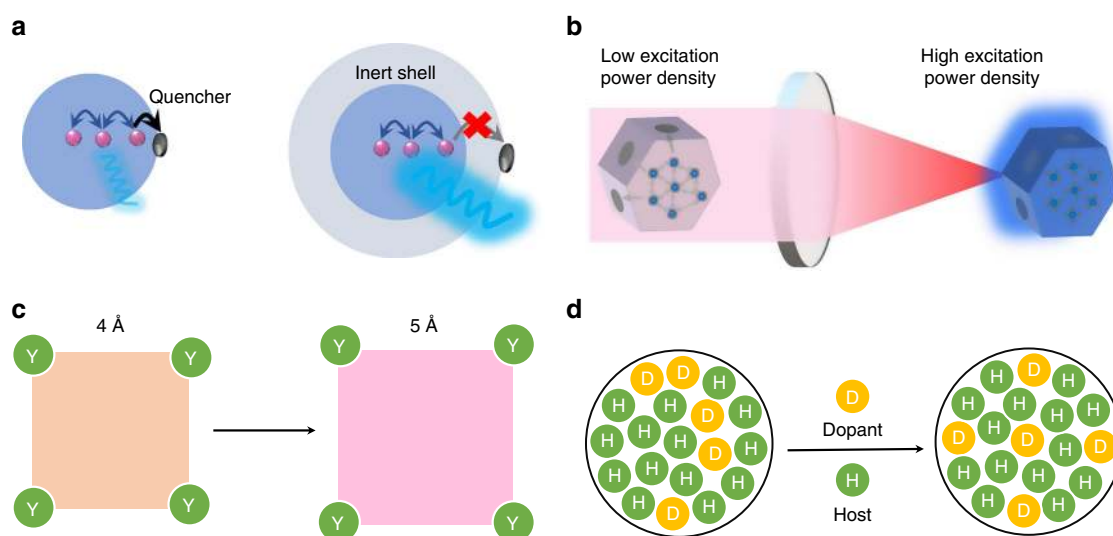 a
Quencher
Inert shell
b
Low excitation
power density
High excitation
power density
c
4 Å
5 Å
Y Y Y Y
Y Y Y Y
d
D D H
H H D
H H H D
H H H H
H D H
D
Dopant
H
Host
H D H
H H H H
D H D D
H H H H
H D H